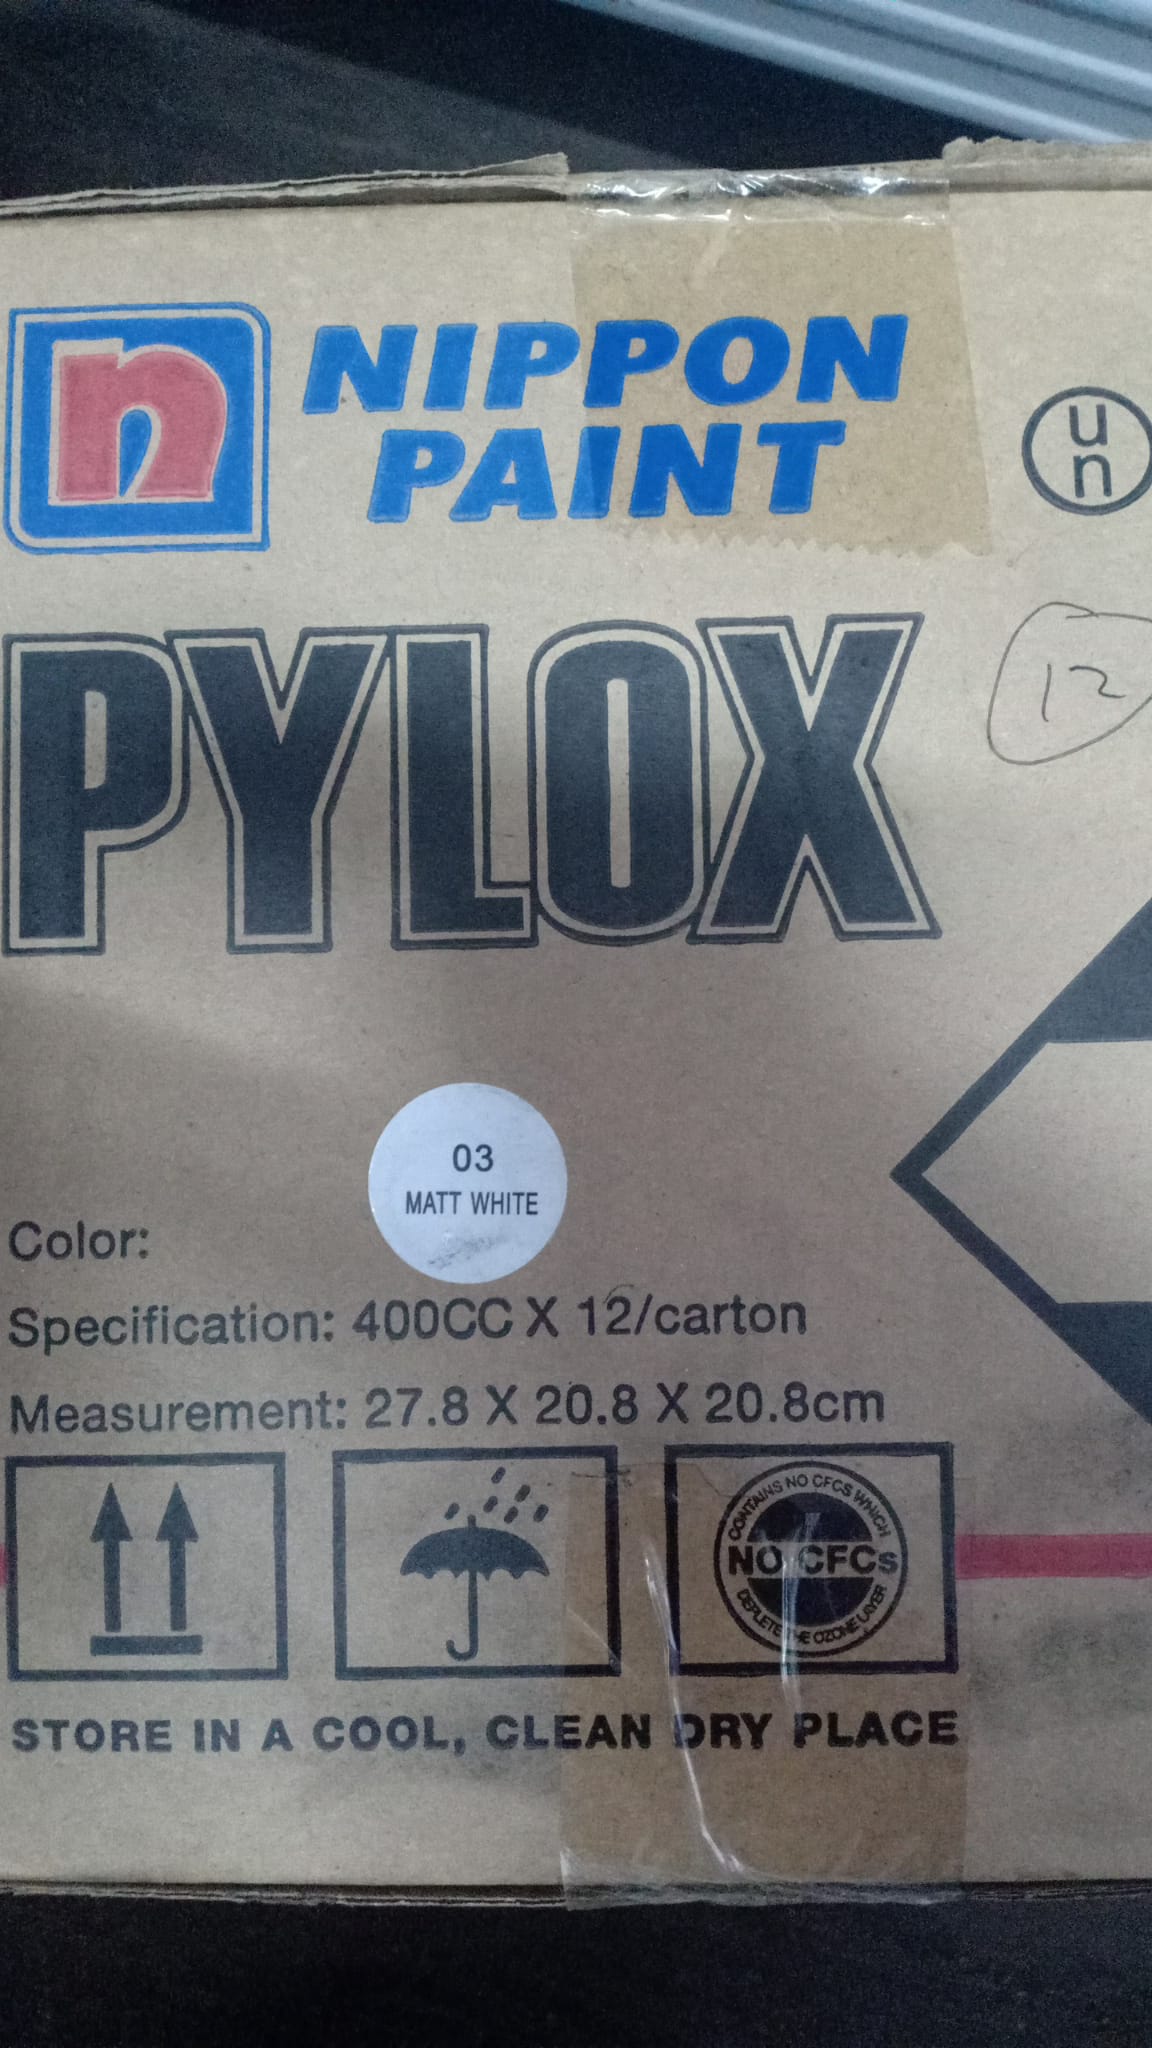 n
NIPPON
PAINT
un
PYLOX
12
03
MATT WHITE
Color:
Specification: 400CC X 12/carton
Measurement: 27.8 X 20.8 X 20.8cm
CONTAINS NO CFCS WHICH
NO CFCs
DEPLETE THE OZONE LAYER
STORE IN A COOL, CLEAN DRY PLACE